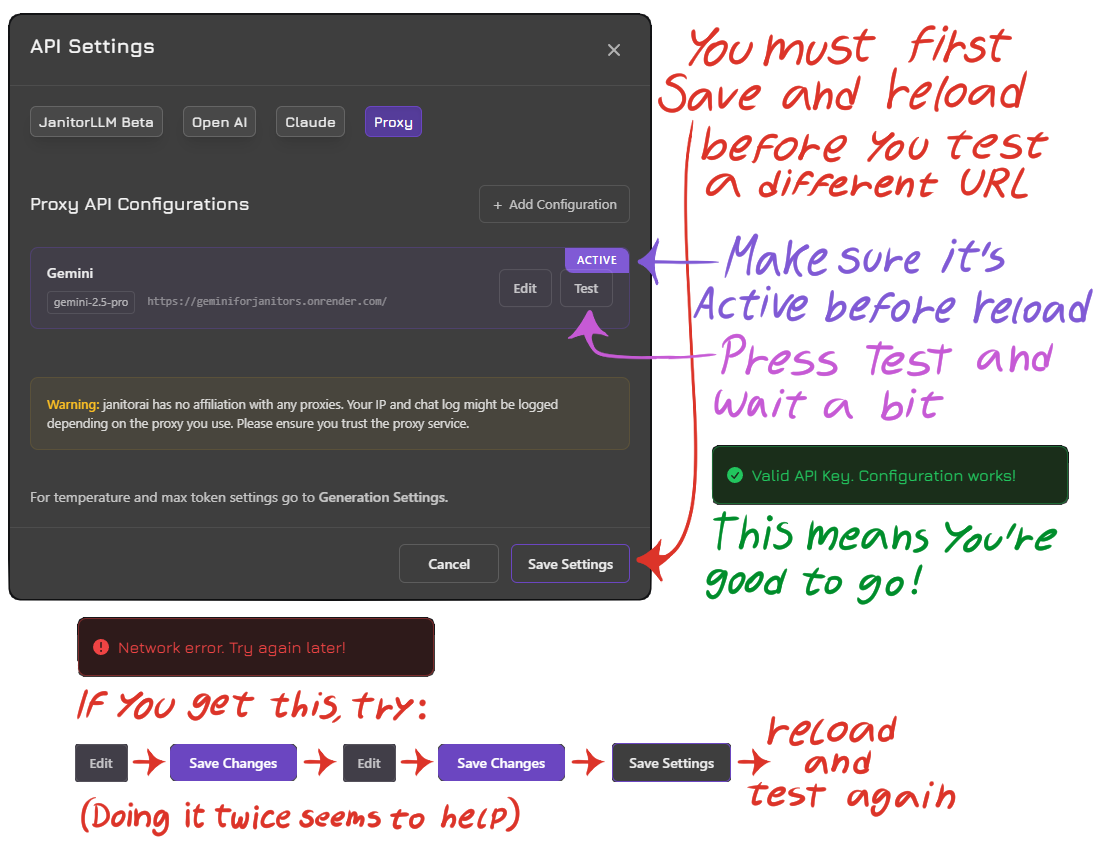 API Settings
JanitorLLM Beta
Open AI
Claude
Proxy
Proxy API Configurations
+ Add Configuration
ACTIVE
Gemini
gemini-2.5-pro
https://geminiforjanitors.onrender.com/
Edit
Test
Warning: janitorai has no affiliation with any proxies. Your IP and chat log might be logged
depending on the proxy you use. Please ensure you trust the proxy service.
For temperature and max token settings go to Generation Settings.
Cancel
Save Settings
You must first
Save and reload
before you test
a different URL
Make sure it's
Active before reload
Press Test and
wait a bit
Valid API Key. Configuration works!
This means you're
good to go!
Network error. Try again later!
If you get this, try:
Edit
Save Changes
Edit
Save Changes
Save Settings
reload
and
test again
(Doing it twice seems to help)